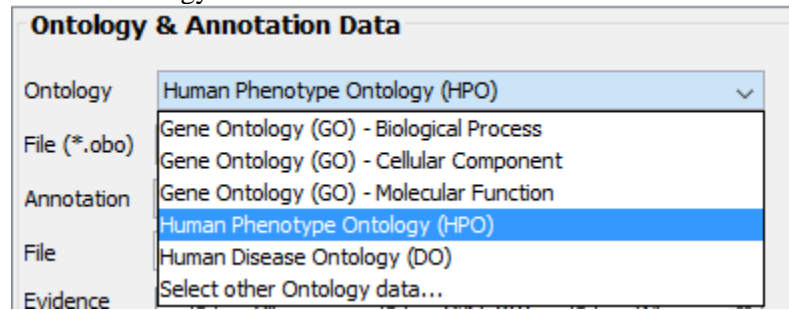 Ontology & Annotation Data
Ontology Human Phenotype Ontology (HPO)
File (*.obo) Gene Ontology (GO) - Biological Process
Gene Ontology (GO) - Cellular Component
Annotation Gene Ontology (GO) - Molecular Function
Human Phenotype Ontology (HPO)
File Human Disease Ontology (DO)
Evidence Select other Ontology data...